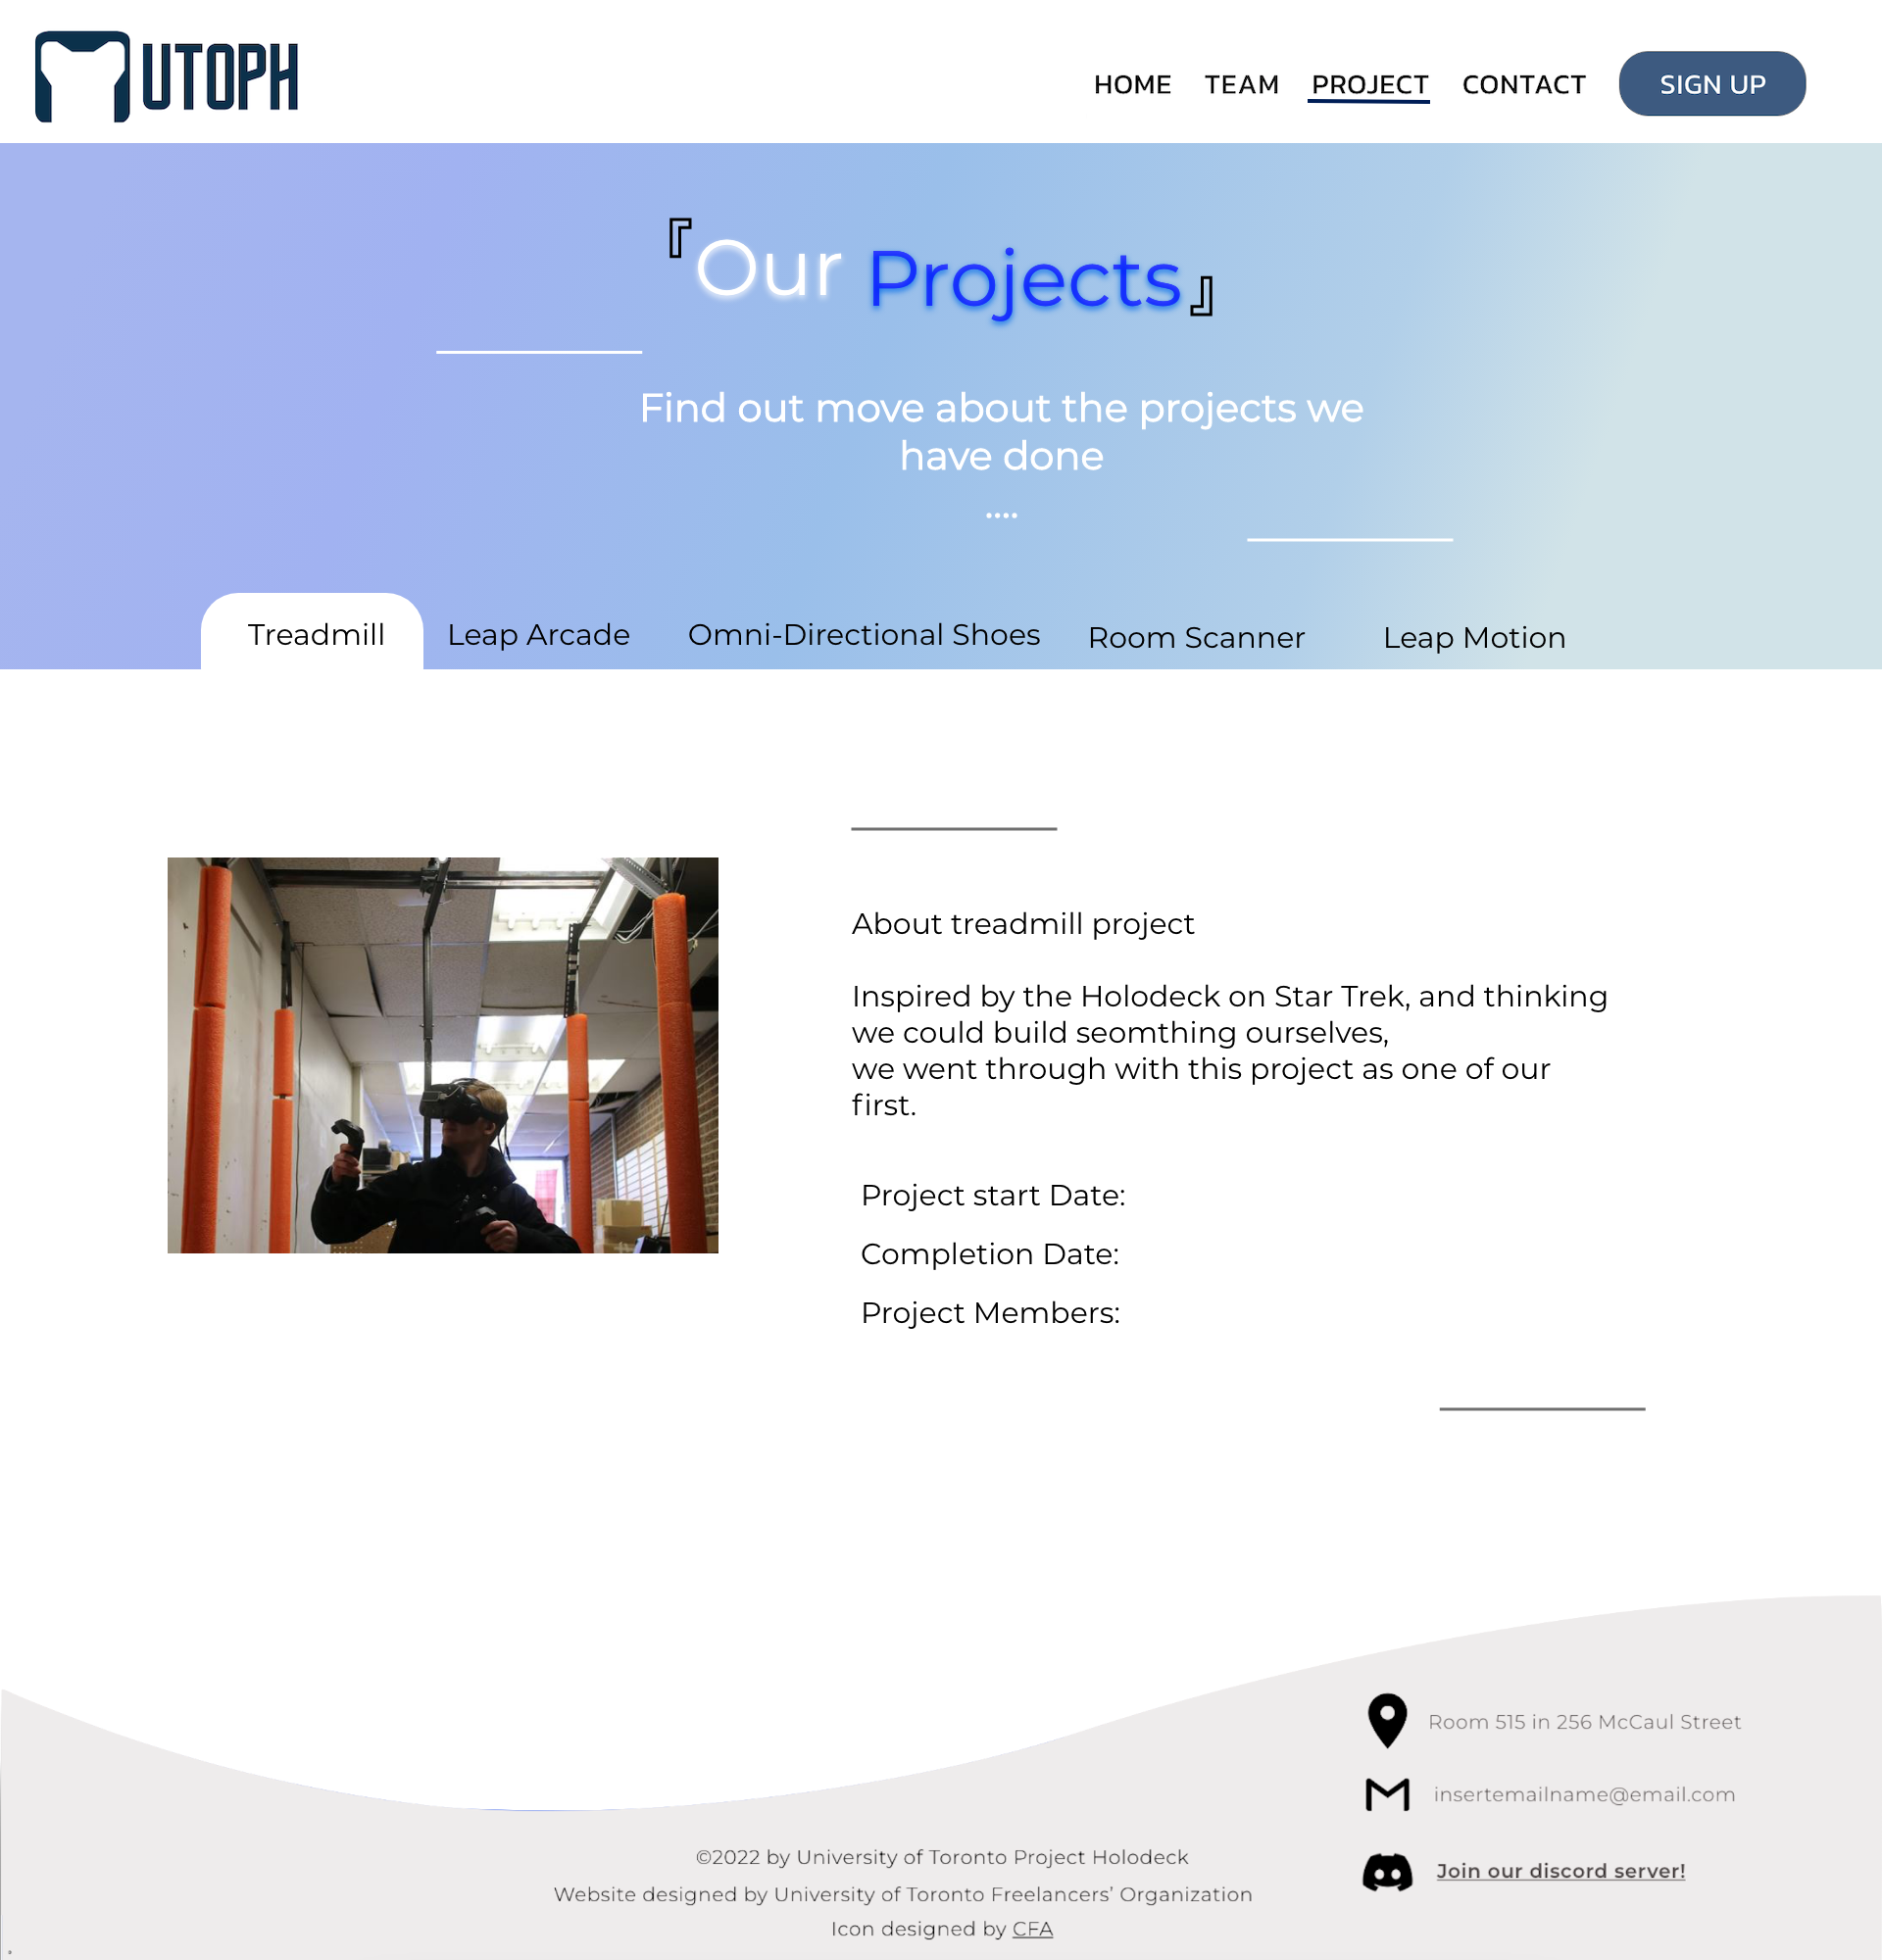 UTOPH
HOME TEAM PROJECT CONTACT SIGN UP
『Our Projects』
Find out move about the projects we
have done
....
Treadmill Leap Arcade Omni-Directional Shoes Room Scanner Leap Motion
About treadmill project
Inspired by the Holodeck on Star Trek, and thinking
we could build seomthing ourselves,
we went through with this project as one of our
first.
Project start Date:
Completion Date:
Project Members:
Room 515 in 256 McCaul Street
insertemailname@email.com
Join our discord server!
©2022 by University of Toronto Project Holodeck
Website designed by University of Toronto Freelancers’ Organization
Icon designed by CFA